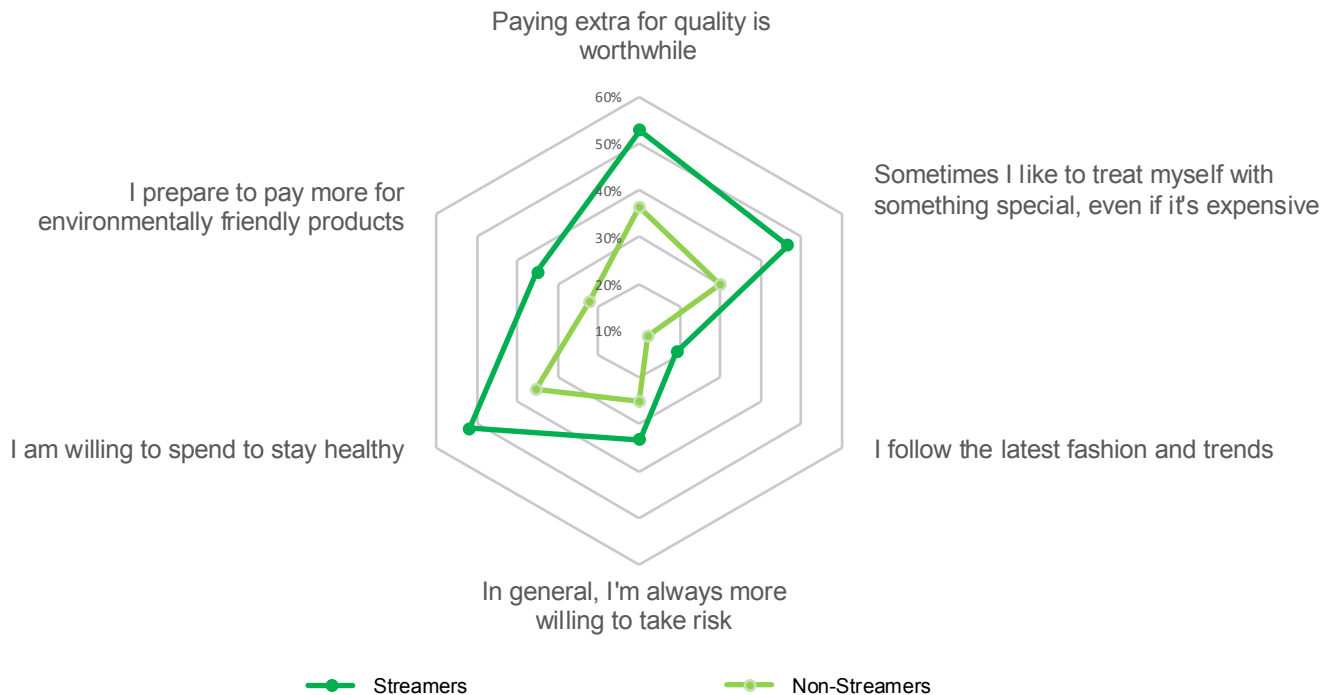 Paying extra for quality is
worthwhile
60%
50%
40%
30%
20%
10%
Sometimes I like to treat myself with
something special, even if it's expensive
I prepare to pay more for
environmentally friendly products
I am willing to spend to stay healthy
I follow the latest fashion and trends
In general, I'm always more
willing to take risk
Streamers
Non-Streamers